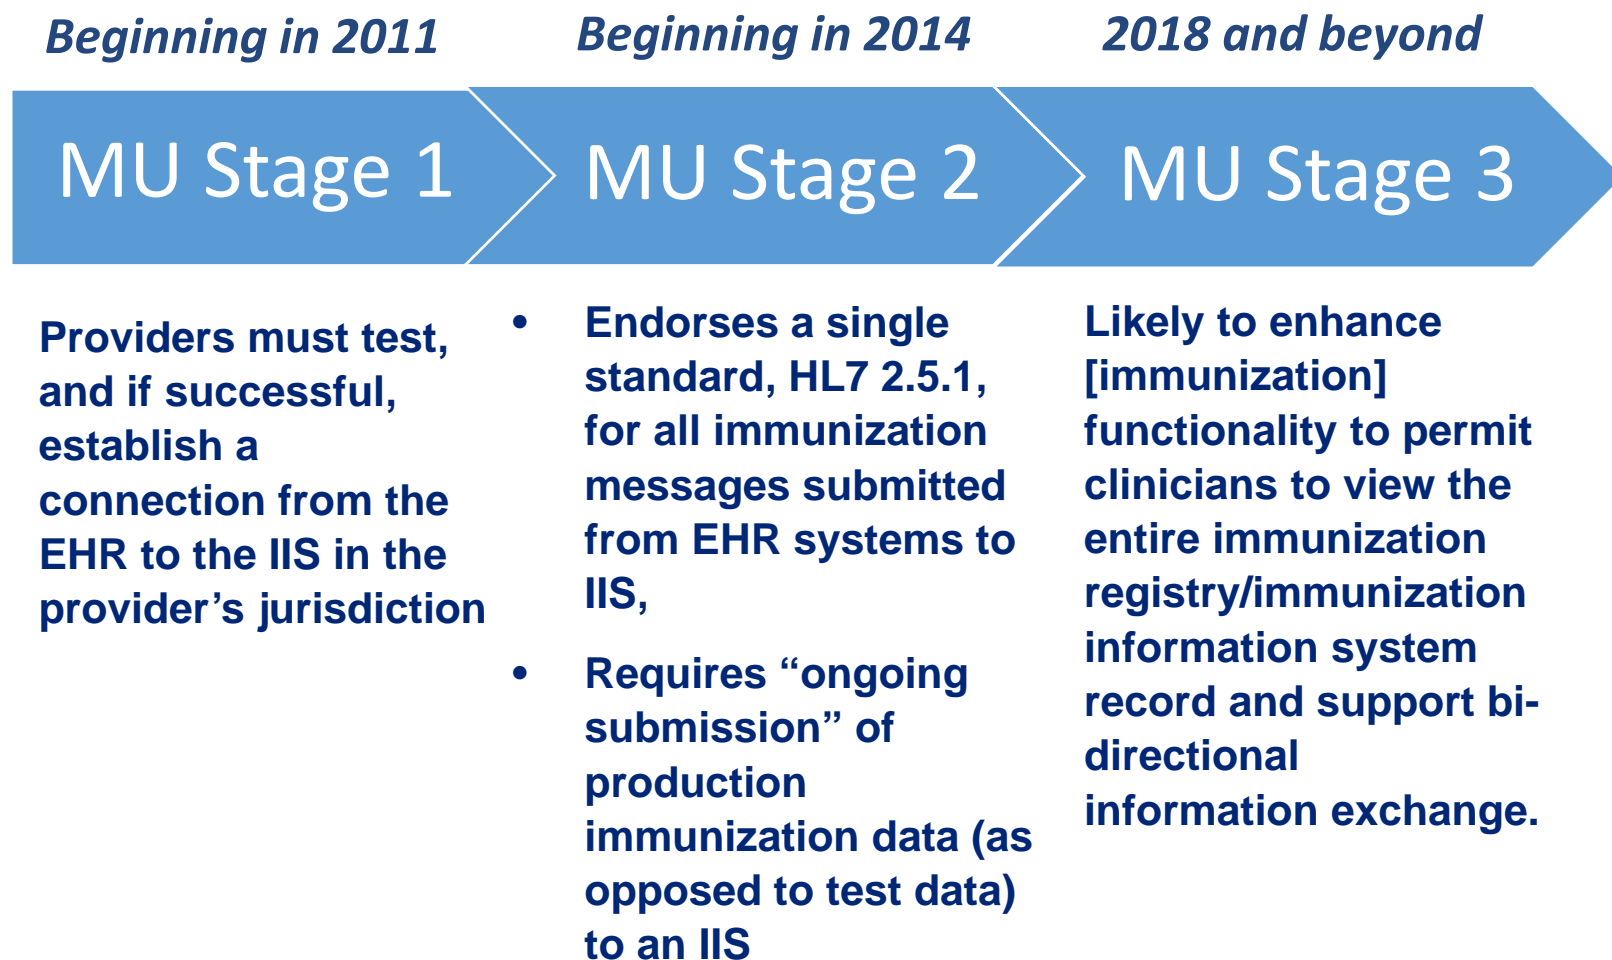 Beginning in 2011
Beginning in 2014
2018 and beyond
MU Stage 1
MU Stage 2
MU Stage 3
Providers must test,
and if successful,
establish a
connection from the
EHR to the IIS in the
provider’s jurisdiction
• Endorses a single
standard, HL7 2.5.1,
for all immunization
messages submitted
from EHR systems to
IIS,
• Requires “ongoing
submission” of
production
immunization data (as
opposed to test data)
to an IIS
Likely to enhance
[immunization]
functionality to permit
clinicians to view the
entire immunization
registry/immunization
information system
record and support bi-
directional
information exchange.